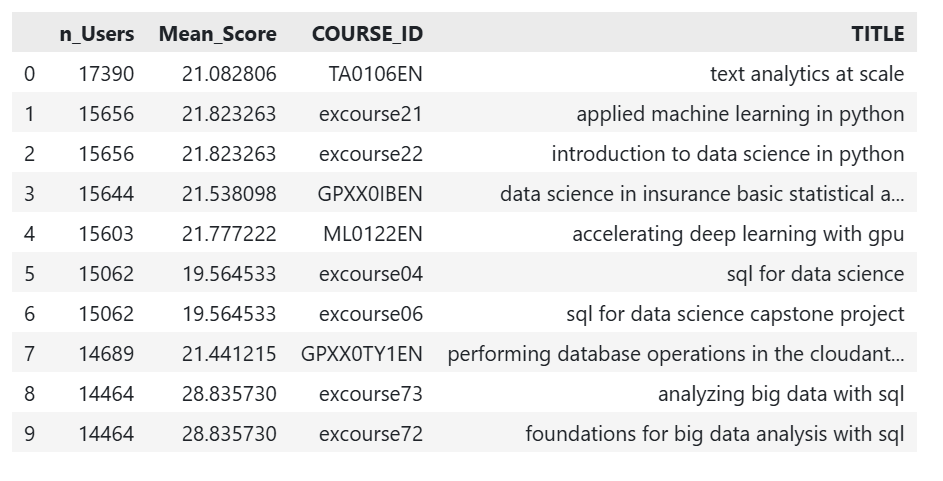 n_Users Mean_Score COURSE_ID TITLE
0 17390 21.082806 TA0106EN text analytics at scale
1 15656 21.823263 excourse21 applied machine learning in python
2 15656 21.823263 excourse22 introduction to data science in python
3 15644 21.538098 GPXX0IBEN data science in insurance basic statistical a...
4 15603 21.777222 ML0122EN accelerating deep learning with gpu
5 15062 19.564533 excourse04 sql for data science
6 15062 19.564533 excourse06 sql for data science capstone project
7 14689 21.441215 GPXX0TY1EN performing database operations in the cloudant...
8 14464 28.835730 excourse73 analyzing big data with sql
9 14464 28.835730 excourse72 foundations for big data analysis with sql